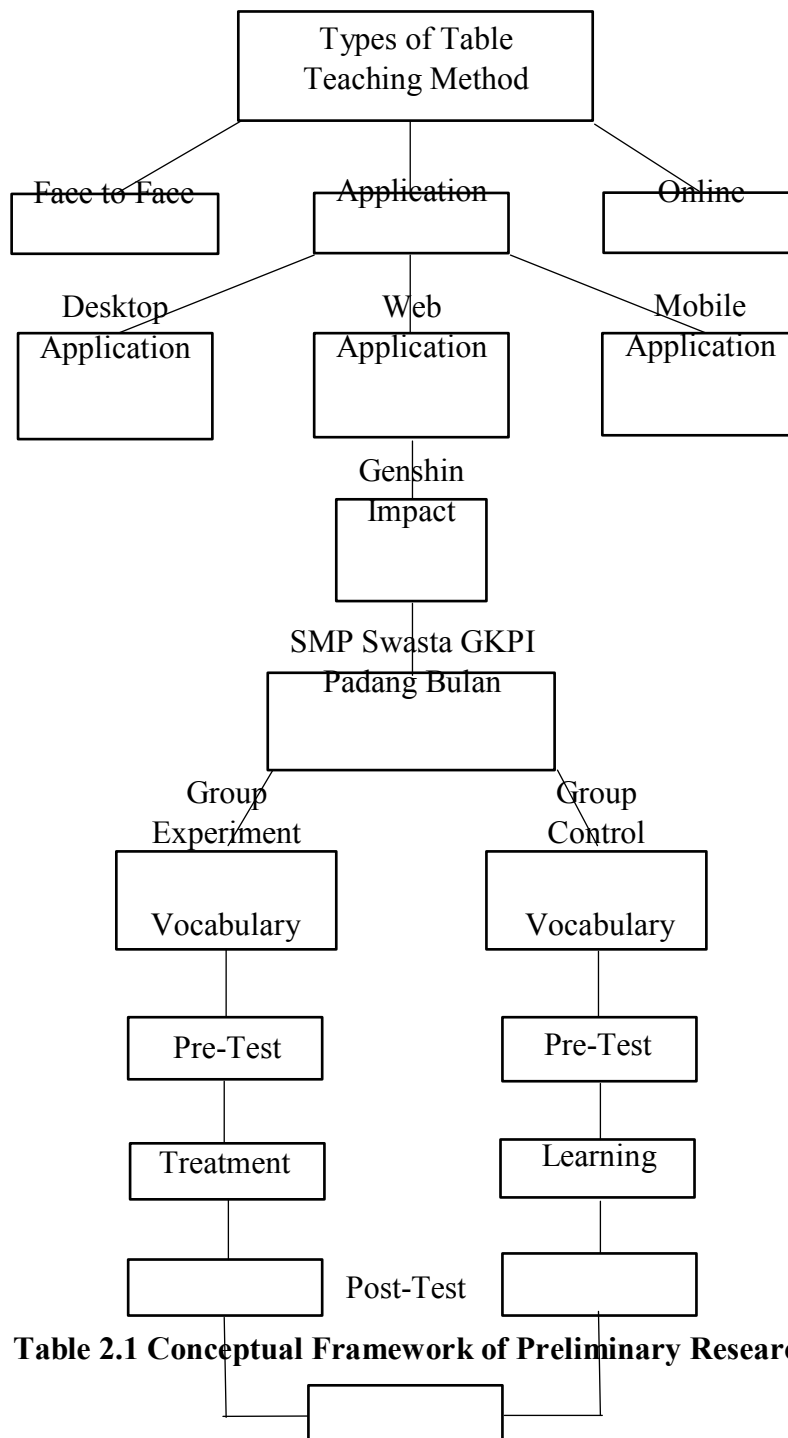 Types of Table
Teaching Method
Face to Face
Application
Online
Desktop
Application
Web
Application
Mobile
Application
Genshin
Impact
SMP Swasta GKPI
Padang Bulan
Group
Experiment
Group
Control
Vocabulary
Vocabulary
Pre-Test
Pre-Test
Treatment
Learning
Post-Test
Table 2.1 Conceptual Framework of Preliminary